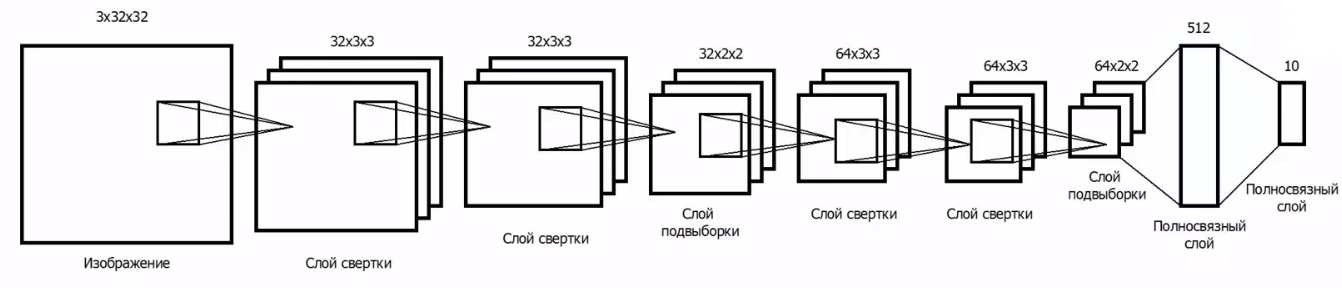 3x32x32
32x3x3
32x3x3
32x2x2
64x3x3
64x3x3
64x2x2
512
10
Изображение
Слой свертки
Слой свертки
Слой
подвыборки
Слой свертки
Слой свертки
Слой
подвыборки
Полносвязный
слой
Полносвязный
слой